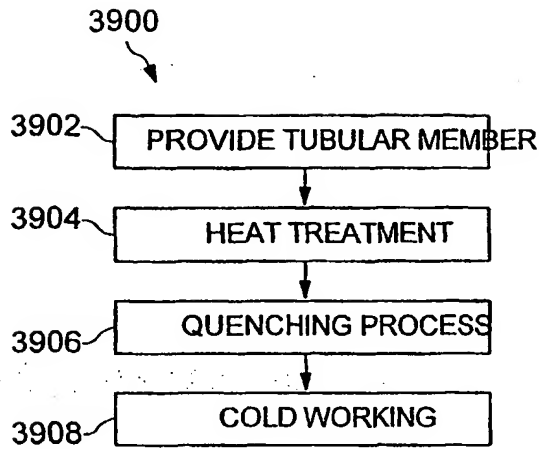 3900
3902 PROVIDE TUBULAR MEMBER
3904 HEAT TREATMENT
3906 QUENCHING PROCESS
3908 COLD WORKING